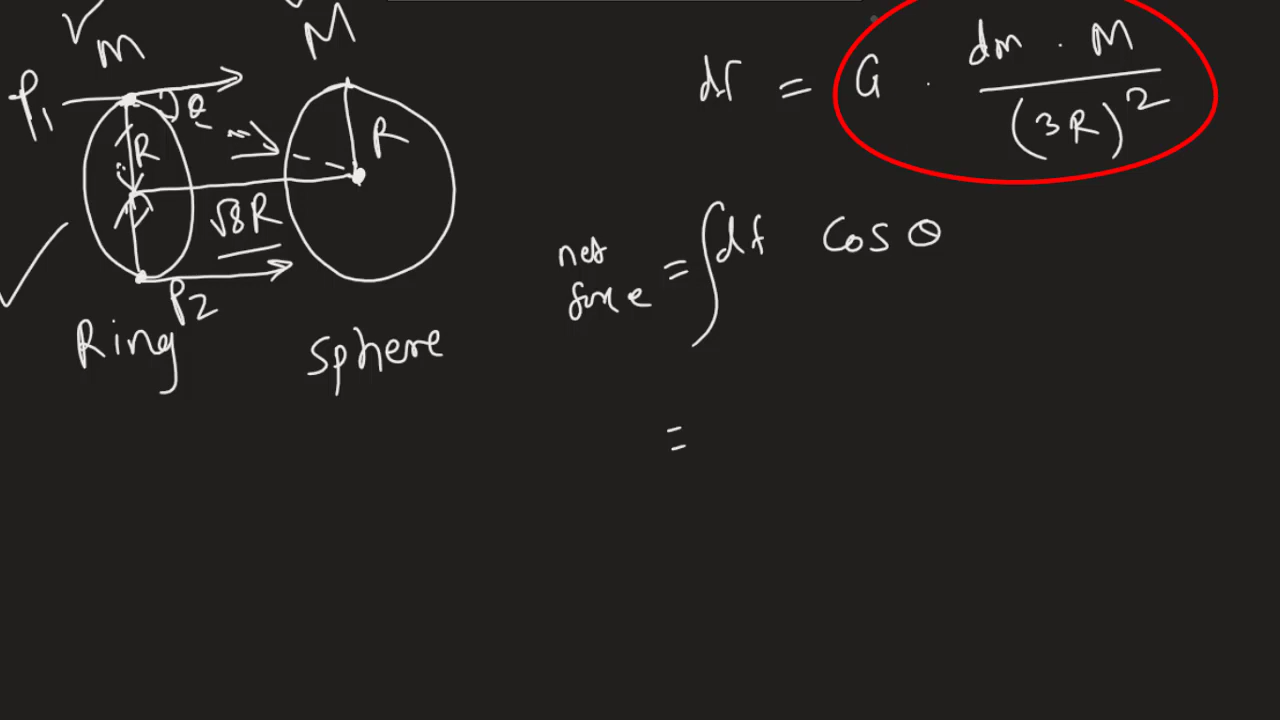 m
M
P1
θ
R
R
√8R
P2
Ring
Sphere
df = G . dm . M / (3R)²
net force = ∫df cos θ
=